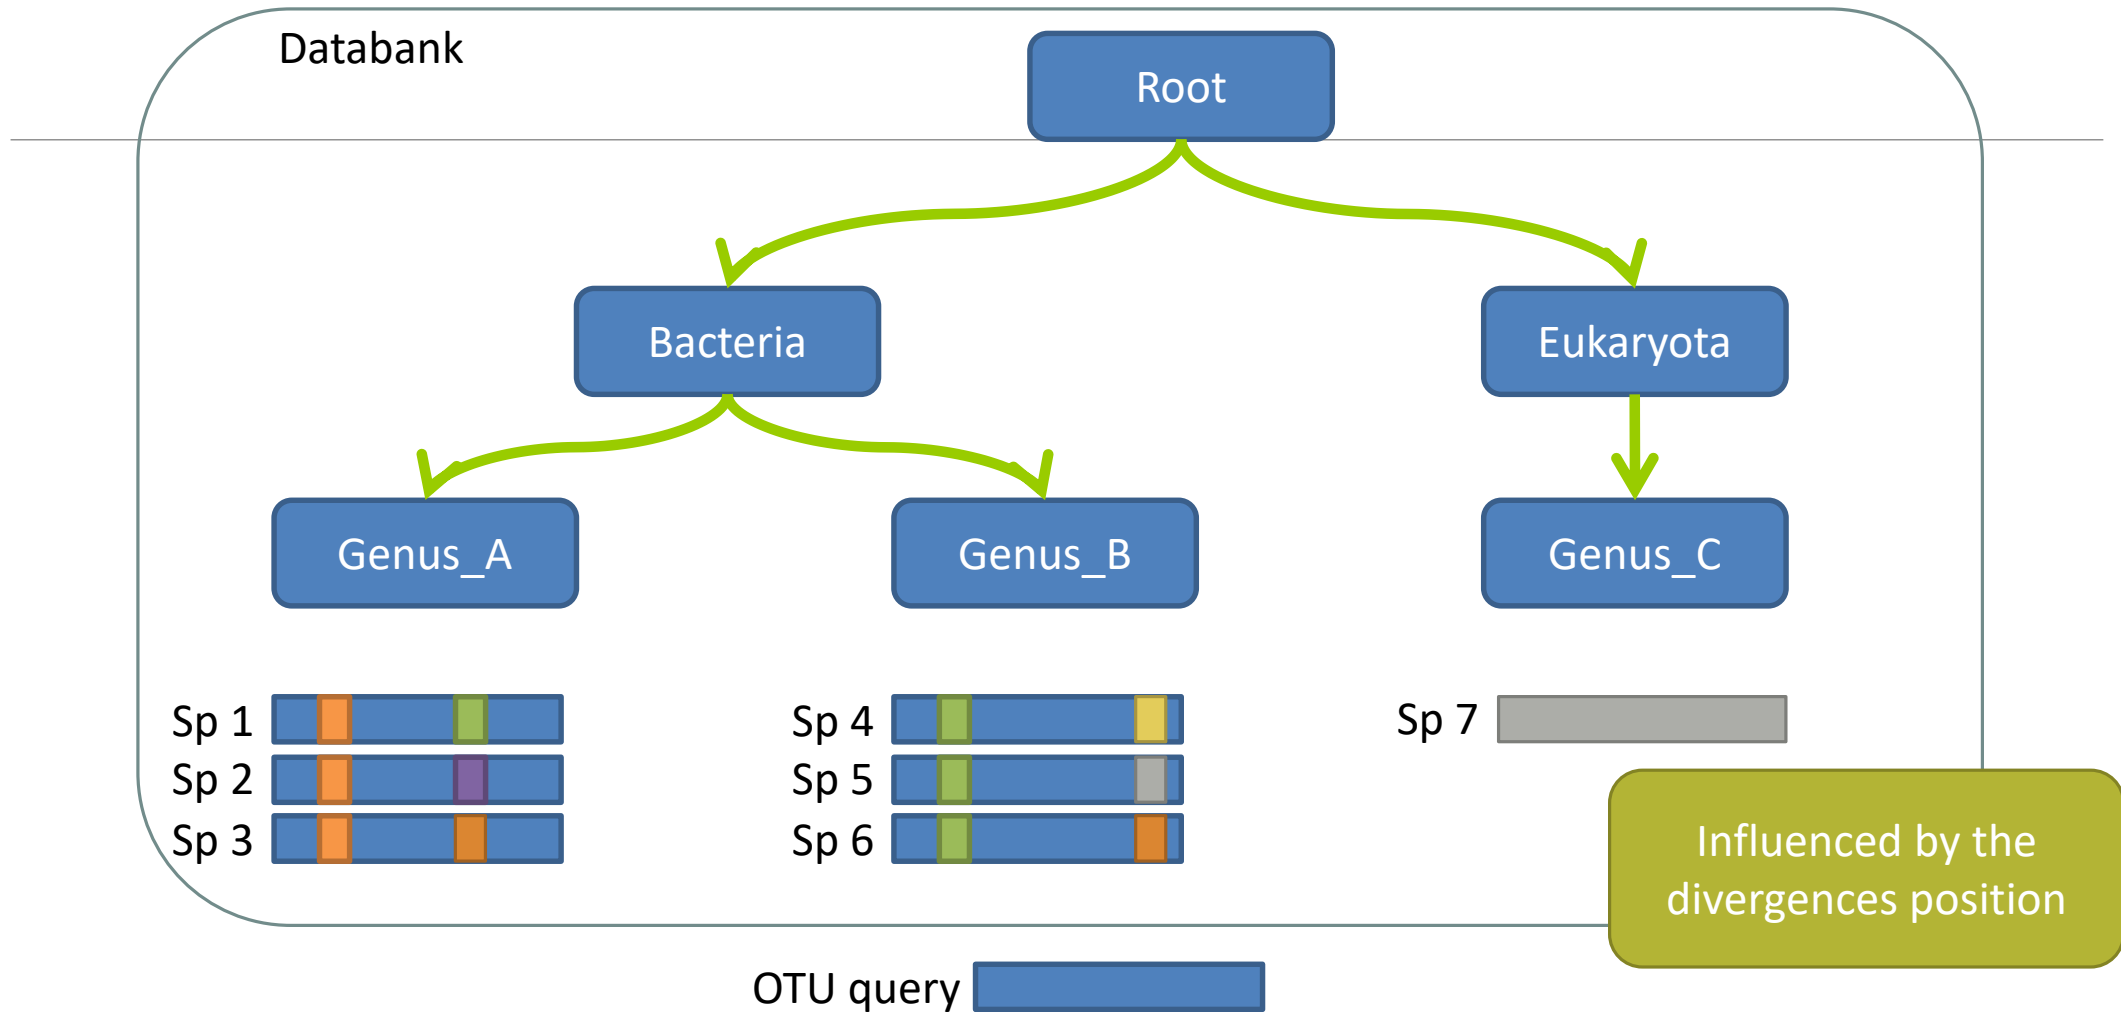 Databank
Root
Bacteria
Eukaryota
Genus_A
Genus_B
Genus_C
Sp 1
Sp 2
Sp 3
Sp 4
Sp 5
Sp 6
Sp 7
Influenced by the
divergences position
OTU query